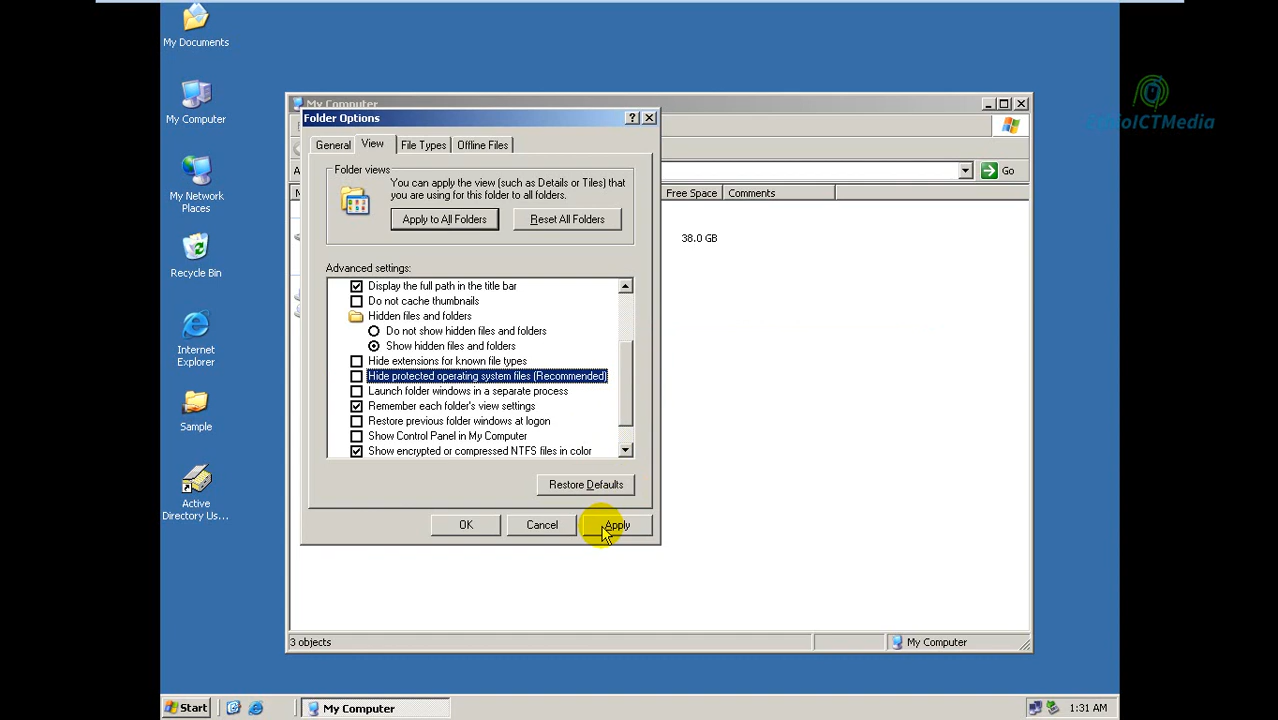 My Documents
My Computer
My Network
Places
Recycle Bin
Internet
Explorer
Sample
Active
Directory Us...
My Computer
Folder Options
General
View
File Types
Offline Files
Folder views
You can apply the view (such as Details or Tiles) that
you are using for this folder to all folders.
Apply to All Folders
Reset All Folders
Advanced settings:
Display the full path in the title bar
Do not cache thumbnails
Hidden files and folders
Do not show hidden files and folders
Show hidden files and folders
Hide extensions for known file types
Hide protected operating system files (Recommended)
Launch folder windows in a separate process
Remember each folder's view settings
Restore previous folder windows at logon
Show Control Panel in My Computer
Show encrypted or compressed NTFS files in color
Restore Defaults
OK
Cancel
Apply
Go
Free Space
Comments
38.0 GB
3 objects
My Computer
Start
My Computer
1:31 AM